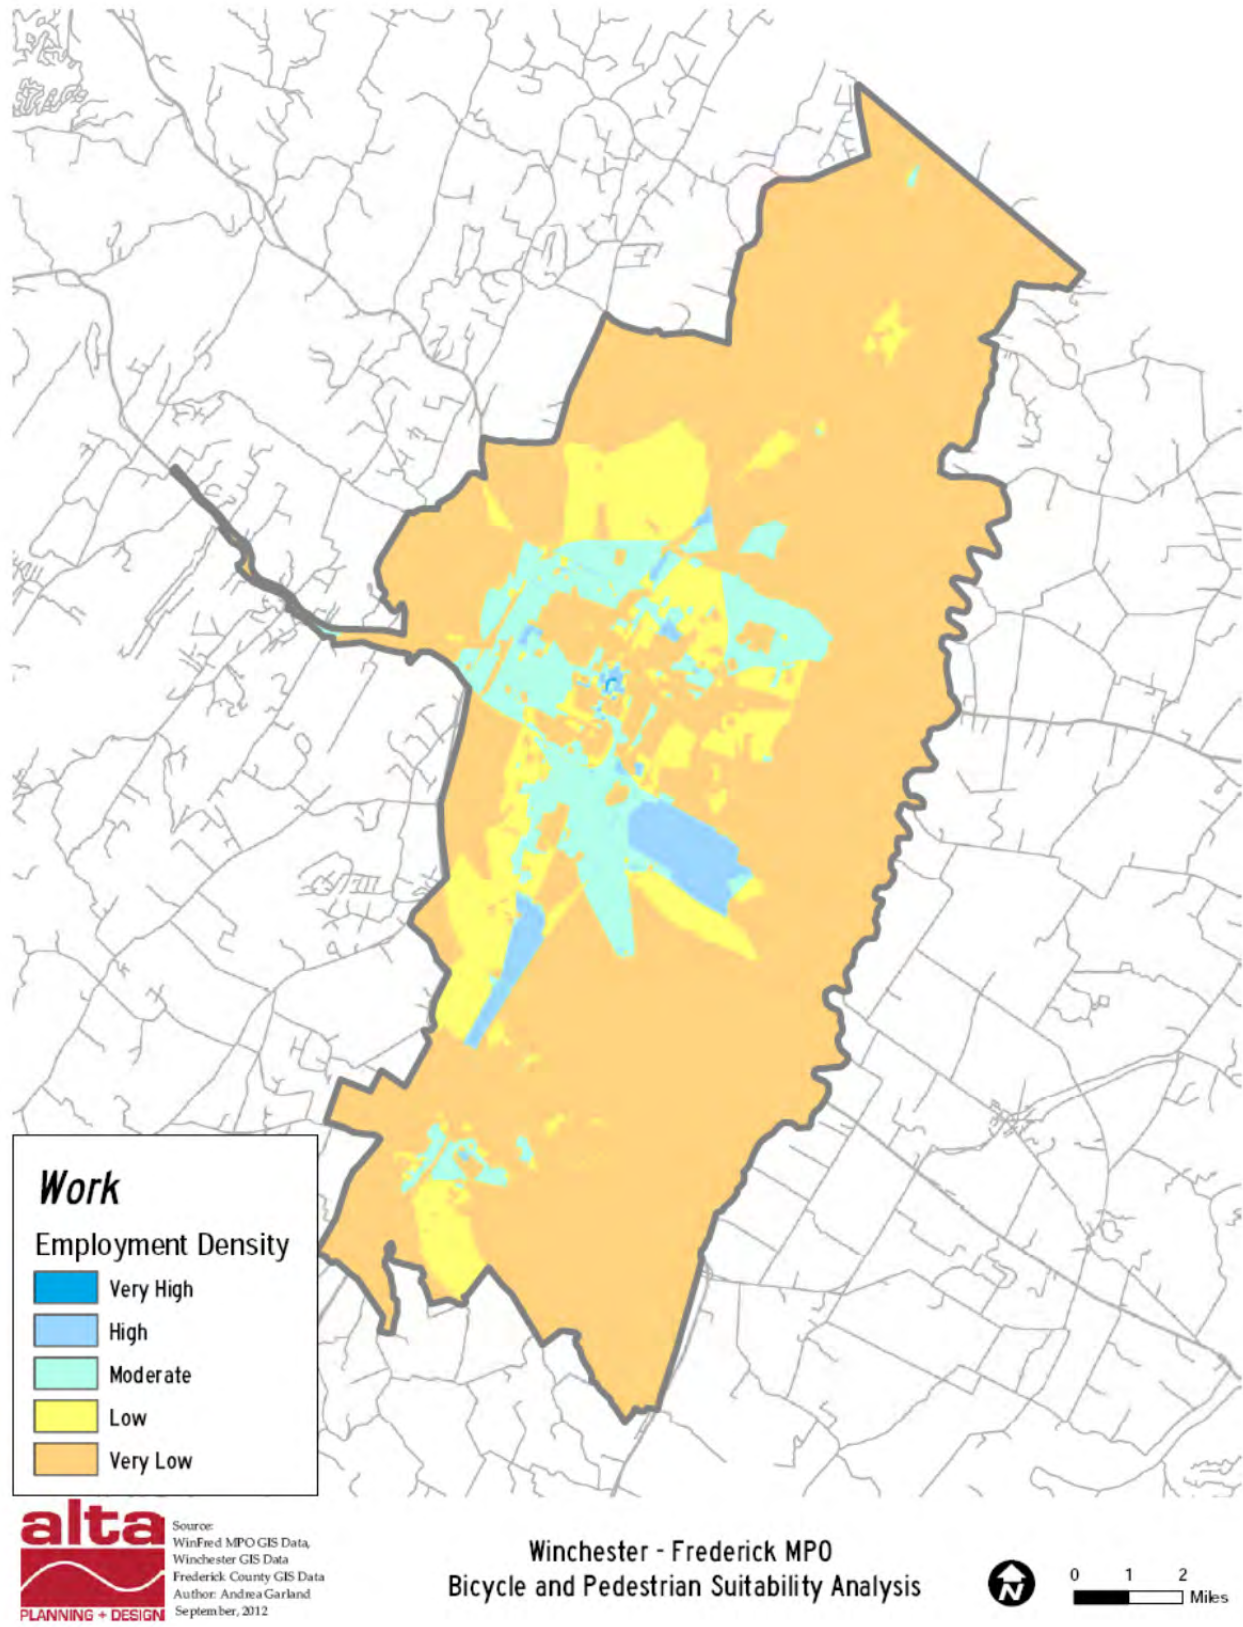 Work
Employment Density
Very High
High
Moderate
Low
Very Low
alta
PLANNING + DESIGN
Source:
WinFred MPO GIS Data,
Winchester GIS Data
Frederick County GIS Data
Author: Andrea Garland
September, 2012
Winchester - Frederick MPO
Bicycle and Pedestrian Suitability Analysis
N
0 1 2
Miles